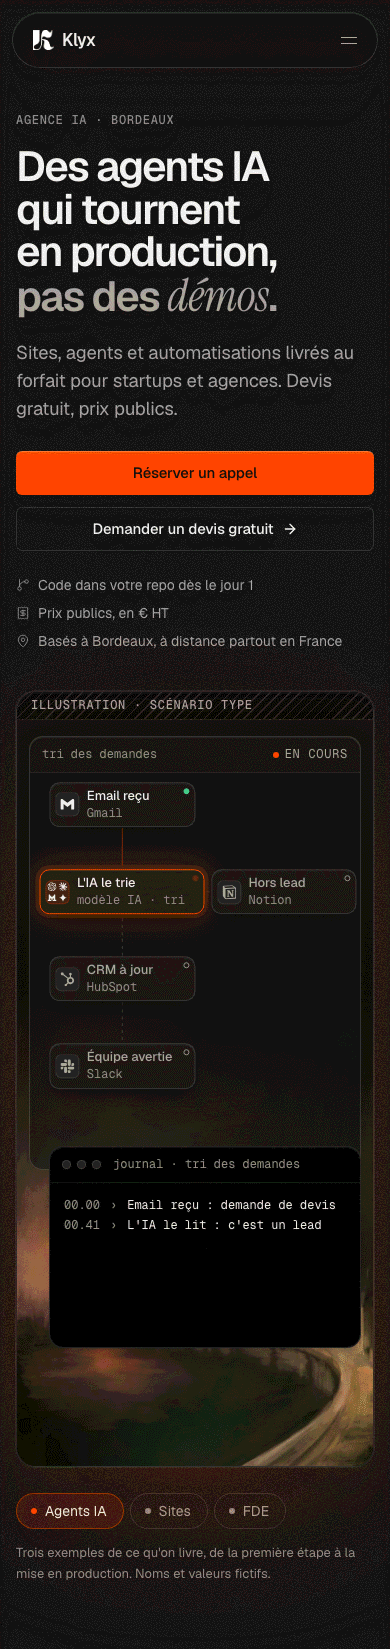 Klyx
AGENCE IA · BORDEAUX
Des agents IA
qui tournent
en production,
pas des démos.
Sites, agents et automatisations livrés au
forfait pour startups et agences. Devis
gratuit, prix publics.
Réserver un appel
Demander un devis gratuit →
Code dans votre repo dès le jour 1
Prix publics, en € HT
Basés à Bordeaux, à distance partout en France
ILLUSTRATION · SCÉNARIO TYPE
tri des demandes
EN COURS
Email reçu
Gmail
L'IA le trie
modèle IA · tri
Hors lead
Notion
CRM à jour
HubSpot
Équipe avertie
Slack
journal · tri des demandes
00.00 › Email reçu : demande de devis
00.41 › L'IA le lit : c'est un lead
Agents IA
Sites
FDE
Trois exemples de ce qu'on livre, de la première étape à la
mise en production. Noms et valeurs fictifs.